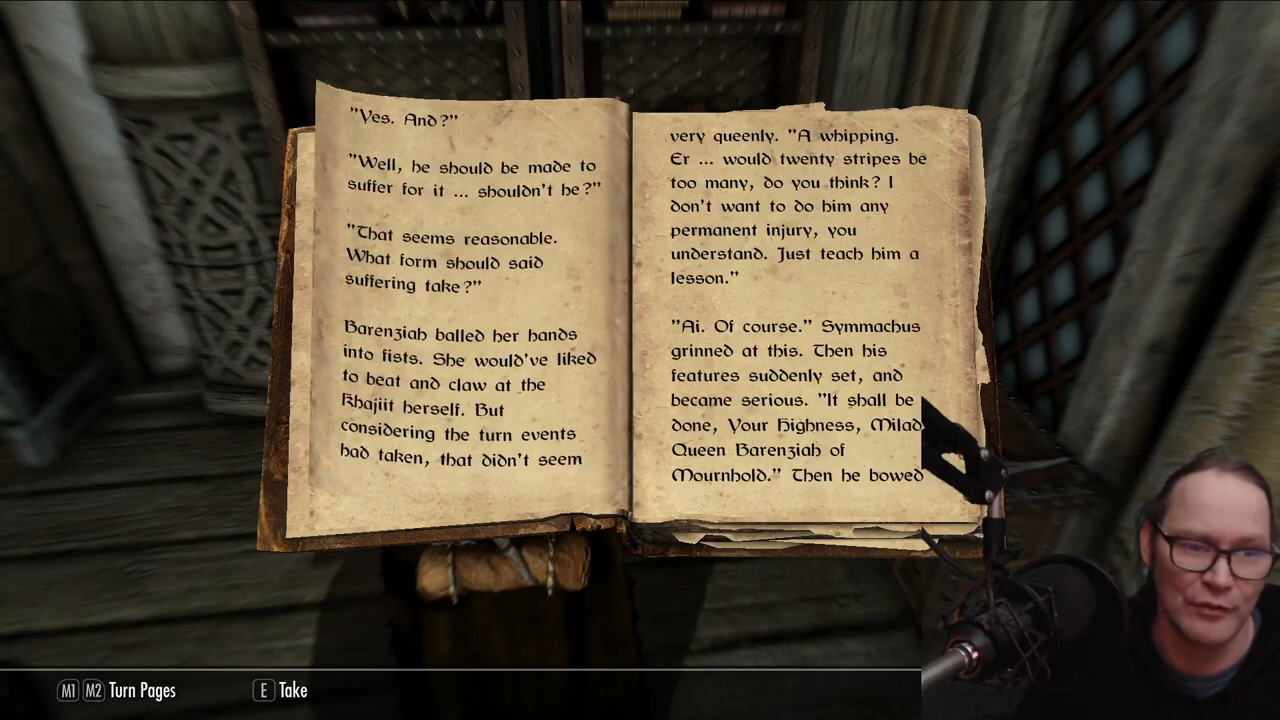 "Yes. And?"
"Well, he should be made to
suffer for it ... shouldn't he?"
"That seems reasonable.
What form should said
suffering take?"
Barenziah balled her hands
into fists. She would've liked
to beat and claw at the
Khajiit herself. But
considering the turn events
had taken, that didn't seem
very queenly. "A whipping.
Er ... would twenty stripes be
too many, do you think? I
don't want to do him any
permanent injury, you
understand. Just teach him a
lesson."
"Ai. Of course." Symmachus
grinned at this. Then his
features suddenly set, and
became serious. "It shall be
done, Your Highness, Milad
Queen Barenziah of
Mournhold." Then he bowed
M1 M2 Turn Pages
E Take